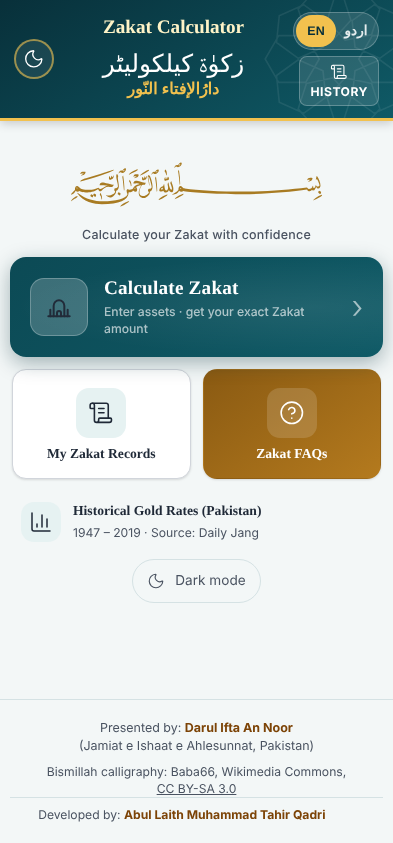 Zakat Calculator
زکوٰۃ کیلکولیٹر
دارُالإفتاء النّور
EN
اردو
HISTORY
بِسْمِ اللهِ الرَّحْمٰنِ الرَّحِيْمِ
Calculate your Zakat with confidence
Calculate Zakat
Enter assets · get your exact Zakat
amount
My Zakat Records
Zakat FAQs
Historical Gold Rates (Pakistan)
1947 – 2019 · Source: Daily Jang
Dark mode
Presented by: Darul Ifta An Noor
(Jamiat e Ishaat e Ahlesunnat, Pakistan)
Bismillah calligraphy: Baba66, Wikimedia Commons,
CC BY-SA 3.0
Developed by: Abul Laith Muhammad Tahir Qadri